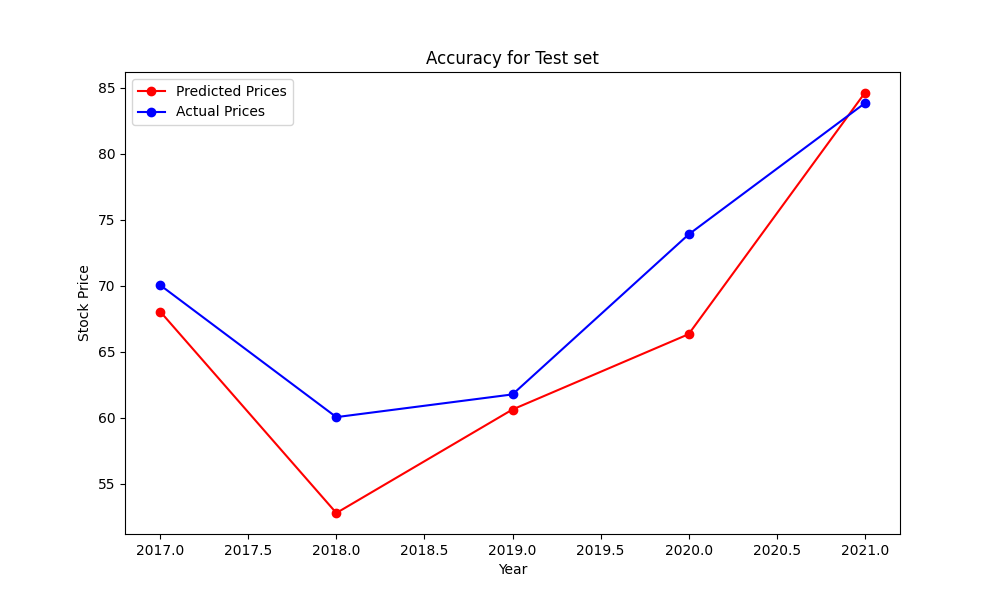 Accuracy for Test set
Predicted Prices
Actual Prices
85
80
75
70
65
60
55
Stock Price
2017.0 2017.5 2018.0 2018.5 2019.0 2019.5 2020.0 2020.5 2021.0
Year